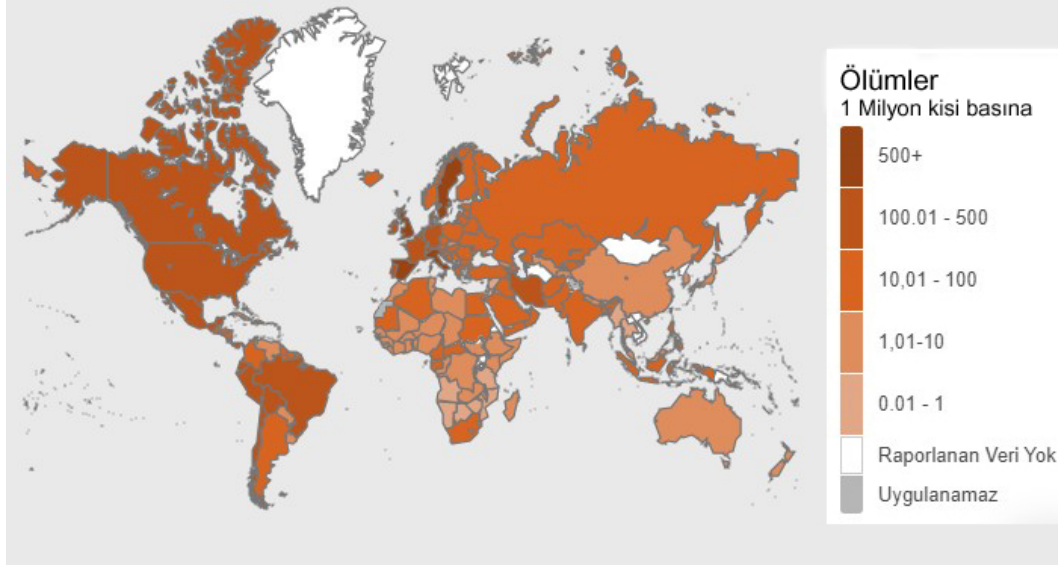 Ölümler
1 Milyon kisi basına
500+
100.01 - 500
10,01 - 100
1,01-10
0.01 - 1
Raporlanan Veri Yok
Uygulanamaz